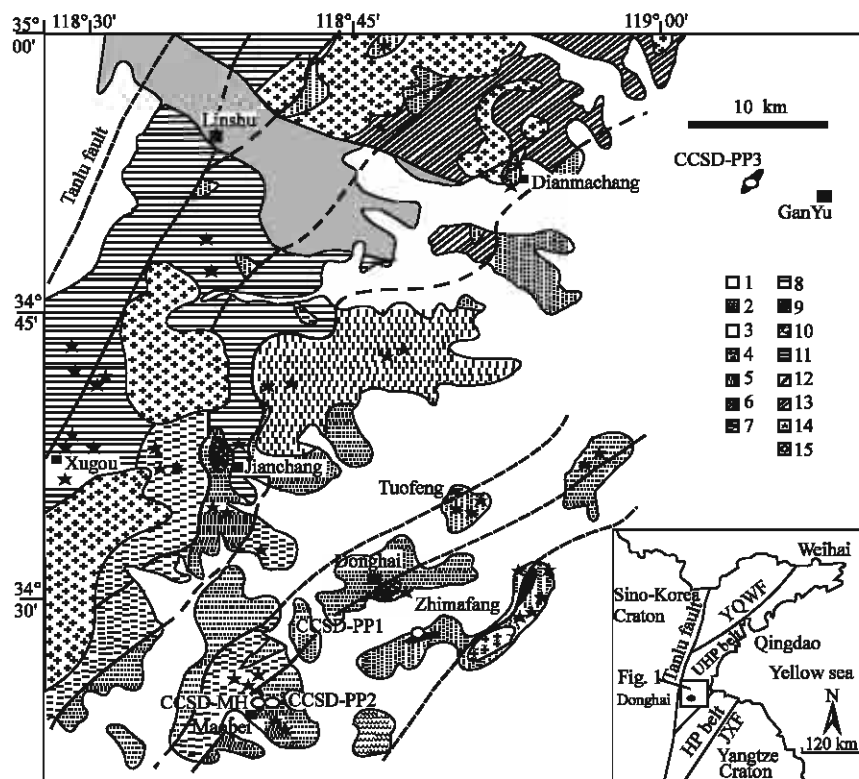 35° 118°30' 118°45' 119°00'
00'
Linshu
10 km
Tanlu fault
CCSD-PP3
Dianmachang
GanYu
34°
45'
1 8
2 9
3 10
4 11
5 12
6 13
7 14
15
Xugou
Jianchang
Tuofeng
Donghai
34°
30'
Zhimafang
CCSD-PP1
CCSD-MH CCSD-PP2
Maobei
Weihai
Sino-Korea
Craton
YQWF
Tanlu fault
UHP belt
Qingdao
Yellow sea
Fig. 1
Donghai
N
HP belt
JXF
Yangtze
Craton
120 km